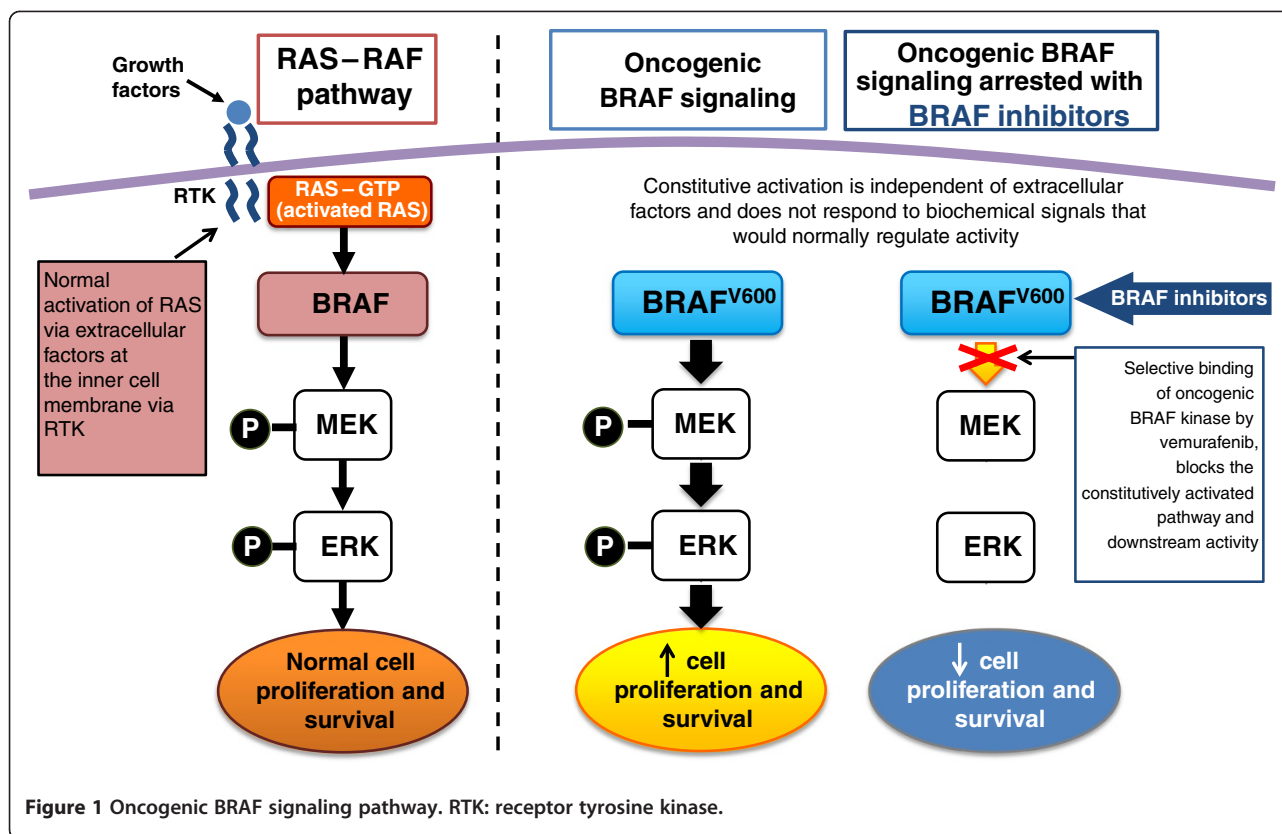 Growth
factors
RAS–RAF
pathway
RTK
RAS–GTP
(activated RAS)
Normal
activation of RAS
via extracellular
factors at
the inner cell
membrane via
RTK
BRAF
P
MEK
P
ERK
Normal cell
proliferation and
survival
Oncogenic
BRAF signaling
Oncogenic BRAF
signaling arrested with
BRAF inhibitors
Constitutive activation is independent of extracellular
factors and does not respond to biochemical signals that
would normally regulate activity
BRAFV600
P
MEK
P
ERK
↑ cell
proliferation and
survival
BRAFV600
BRAF inhibitors
Selective binding
of oncogenic
BRAF kinase by
vemurafenib,
blocks the
constitutively activated
pathway and
downstream activity
MEK
ERK
↓ cell
proliferation and
survival
Figure 1 Oncogenic BRAF signaling pathway. RTK: receptor tyrosine kinase.